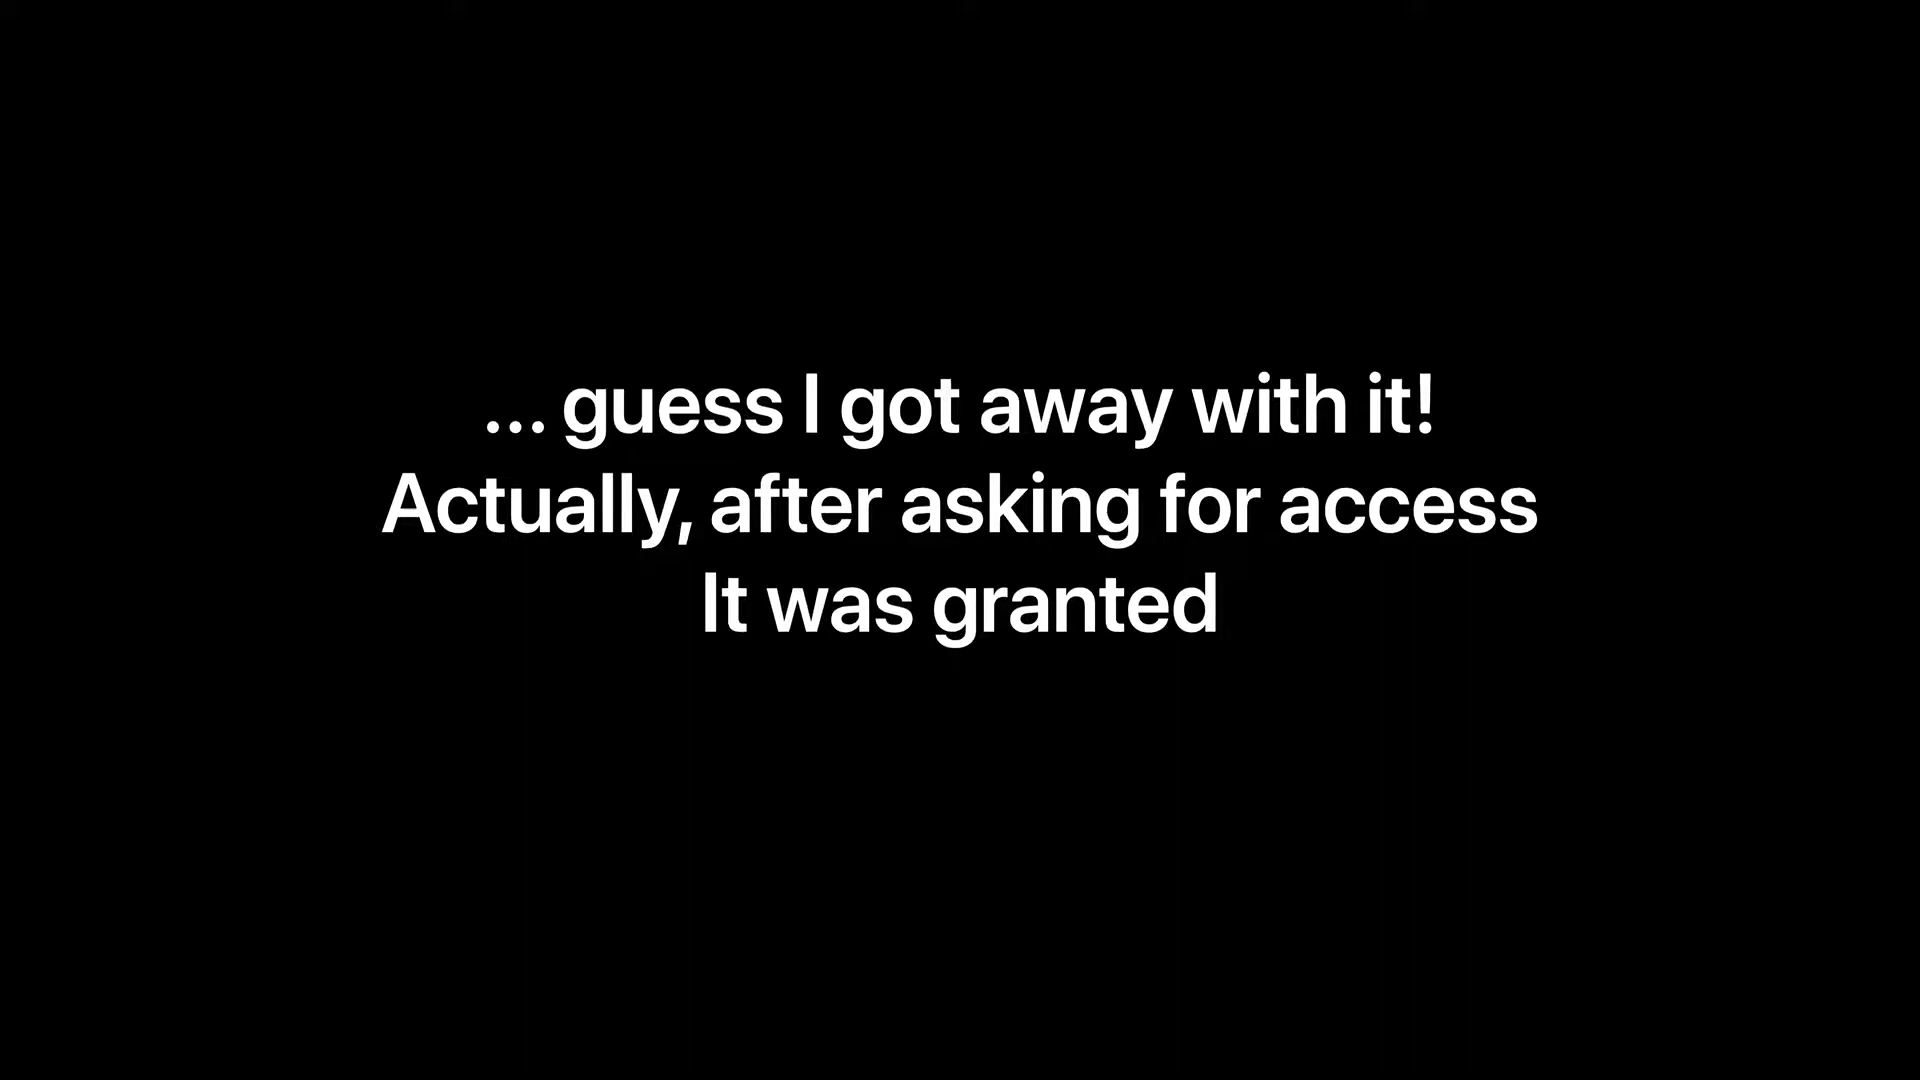 ... guess I got away with it!
Actually, after asking for access
It was granted